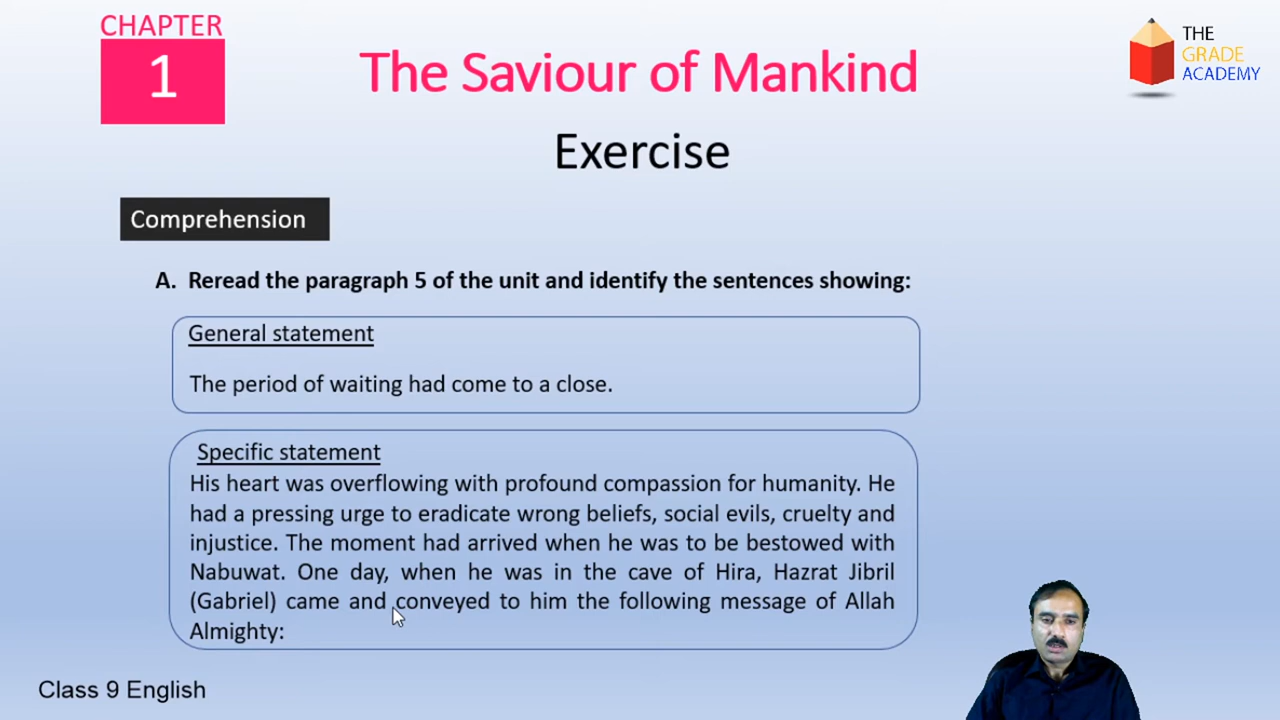 CHAPTER
1
The Saviour of Mankind
THE
GRADE
ACADEMY
Exercise
Comprehension
A. Reread the paragraph 5 of the unit and identify the sentences showing:
General statement
The period of waiting had come to a close.
Specific statement
His heart was overflowing with profound compassion for humanity. He
had a pressing urge to eradicate wrong beliefs, social evils, cruelty and
injustice. The moment had arrived when he was to be bestowed with
Nabuwat. One day, when he was in the cave of Hira, Hazrat Jibril
(Gabriel) came and conveyed to him the following message of Allah
Almighty:
Class 9 English